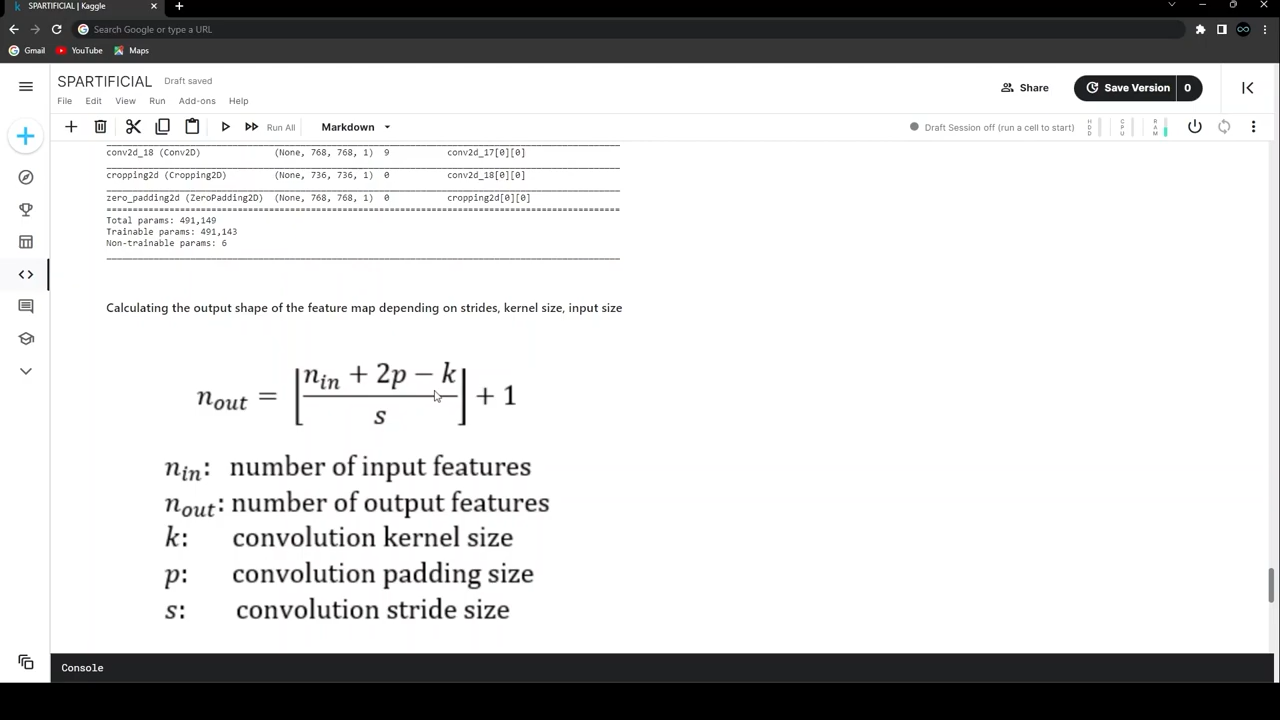 SPARTIFICIAL | Kaggle
Search Google or type a URL
Gmail YouTube Maps
SPARTIFICIAL Draft saved
File Edit View Run Add-ons Help
Share
Save Version 0
Run All Markdown
Draft Session off (run a cell to start)
HDD CPU RAM
conv2d_18 (Conv2D) (None, 768, 768, 1) 9 conv2d_17[0][0]
cropping2d (Cropping2D) (None, 736, 736, 1) 0 conv2d_18[0][0]
zero_padding2d (ZeroPadding2D) (None, 768, 768, 1) 0 cropping2d[0][0]
Total params: 491,149
Trainable params: 491,143
Non-trainable params: 6
Calculating the output shape of the feature map depending on strides, kernel size, input size
n_out = ⌊(n_in + 2p − k) / s⌋ + 1
n_in: number of input features
n_out: number of output features
k: convolution kernel size
p: convolution padding size
s: convolution stride size
Console